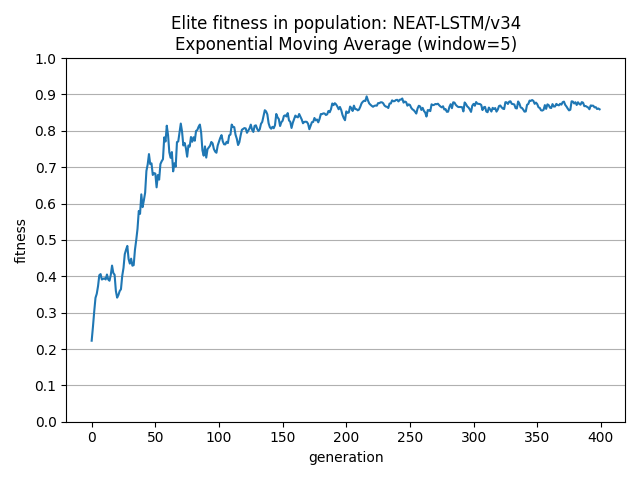 Elite fitness in population: NEAT-LSTM/v34
Exponential Moving Average (window=5)
1.0
0.9
0.8
0.7
0.6
0.5
0.4
0.3
0.2
0.1
0.0
fitness
0 50 100 150 200 250 300 350 400
generation